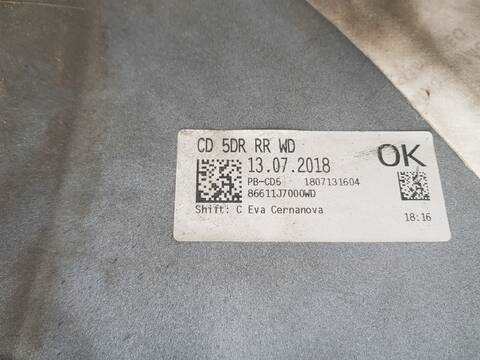 CD 5DR RR WD
OK
13.07.2018
PB-CD5 1807131604
86611J7000WD
Shift: C Eva Cernanova
18:16